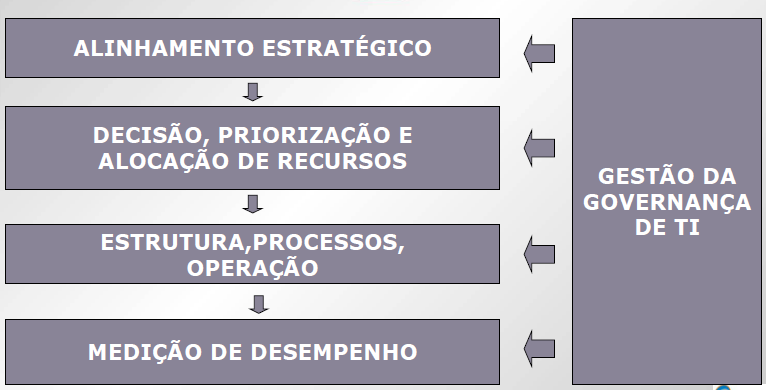 ALINHAMENTO ESTRATÉGICO
DECISÃO, PRIORIZAÇÃO E
ALOCAÇÃO DE RECURSOS
ESTRUTURA,PROCESSOS,
OPERAÇÃO
MEDIÇÃO DE DESEMPENHO
GESTÃO DA
GOVERNANÇA
DE TI